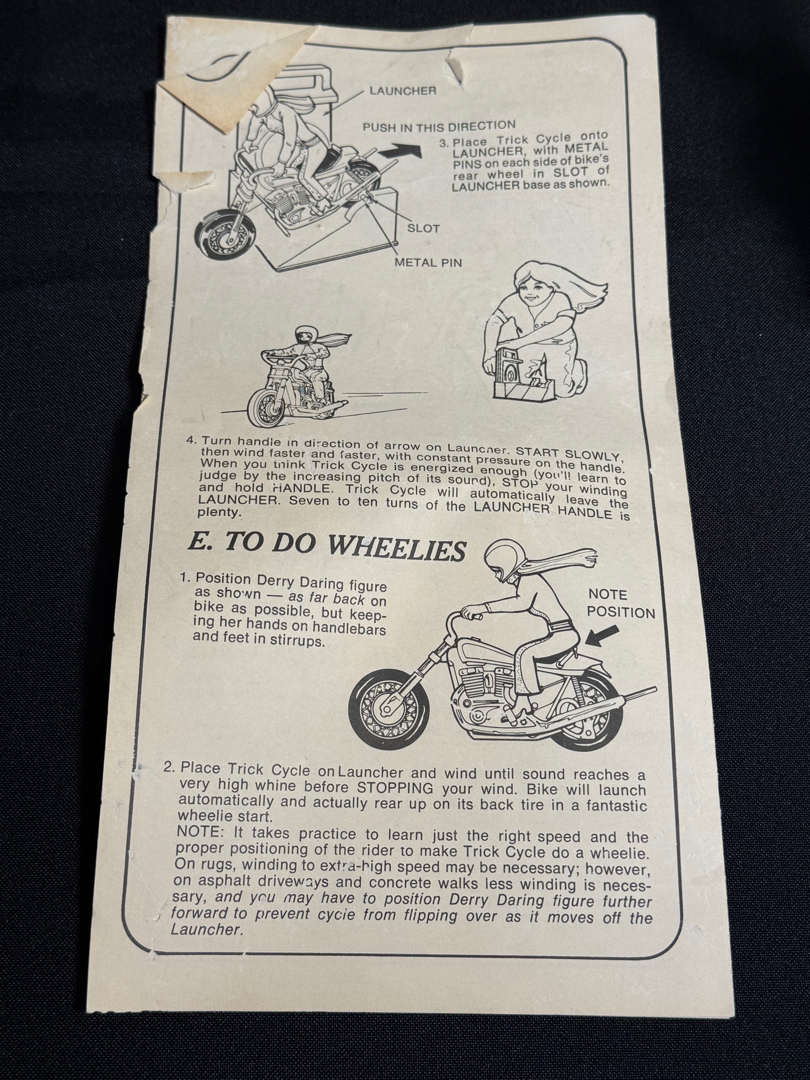 LAUNCHER
PUSH IN THIS DIRECTION
3. Place Trick Cycle onto
LAUNCHER, with METAL
PINS on each side of bike's
rear wheel in SLOT of
LAUNCHER base as shown.
SLOT
METAL PIN
4. Turn handle in direction of arrow on Launcher. START SLOWLY,
then wind faster and faster, with constant pressure on the handle.
When you think Trick Cycle is energized enough (you'll learn to
judge by the increasing pitch of its sound), STOP your winding
and hold HANDLE. Trick Cycle will automatically leave the
LAUNCHER. Seven to ten turns of the LAUNCHER HANDLE is
plenty.
E. TO DO WHEELIES
1. Position Derry Daring figure
as shown — as far back on
bike as possible, but keep-
ing her hands on handlebars
and feet in stirrups.
NOTE
POSITION
2. Place Trick Cycle on Launcher and wind until sound reaches a
very high whine before STOPPING your wind. Bike will launch
automatically and actually rear up on its back tire in a fantastic
wheelie start.
NOTE: It takes practice to learn just the right speed and the
proper positioning of the rider to make Trick Cycle do a wheelie.
On rugs, winding to extra-high speed may be necessary; however,
on asphalt driveways and concrete walks less winding is neces-
sary, and you may have to position Derry Daring figure further
forward to prevent cycle from flipping over as it moves off the
Launcher.